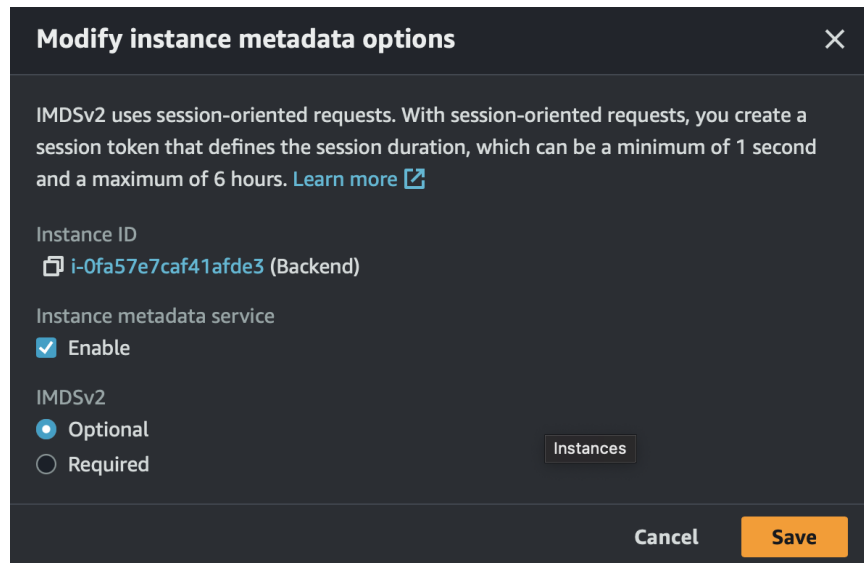 Modify instance metadata options
IMDSv2 uses session-oriented requests. With session-oriented requests, you create a
session token that defines the session duration, which can be a minimum of 1 second
and a maximum of 6 hours. Learn more
Instance ID
i-0fa57e7caf41afde3 (Backend)
Instance metadata service
Enable
IMDSv2
Optional
Instances
Required
Cancel
Save